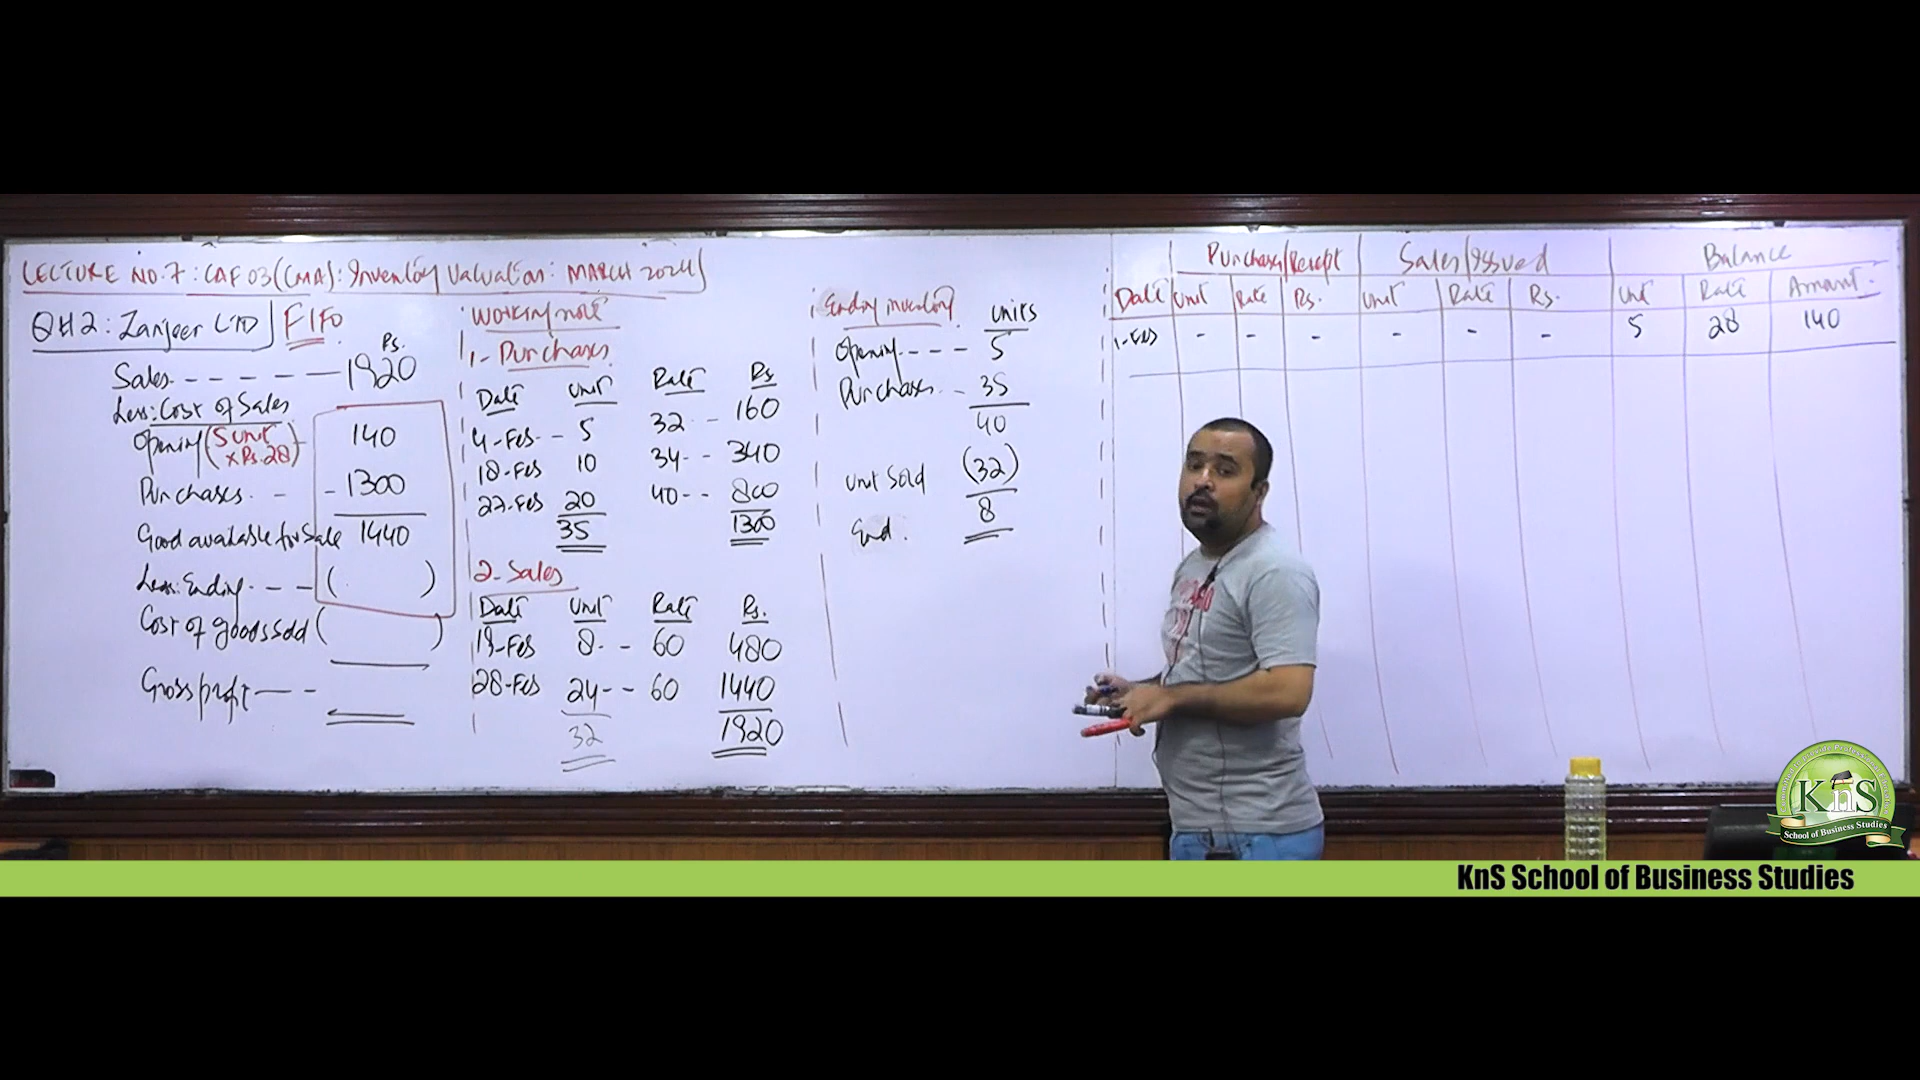 LECTURE NO.7: CAF 03 (CMA): Inventory Valuation: MARCH 2024
Q#2: Zanjeer LTD FIFO
Rs.
Sales - - - - - - 1920
Less: Cost of Sales
Opening (5 unit x Rs.28) - 140
Purchases. - - 1300
Good available for Sale 1440
Less: Ending - - - ( )
Cost of goods sold ( )
Gross profit - - -
Working note
1- Purchases
Date Unit Rate Rs
4-Feb - - 5 32 - - 160
18-Feb 10 34 - - 340
22-Feb 20 40 - - 800
35 1300
2- Sales
Date Unit Rate Rs.
19-Feb 8 - - 60 480
28-Feb 24 - - 60 1440
32 1920
Ending inventory units
Opening - - - - 5
Purchases - 35
40
unit Sold (32)
End. 8
Purchases/Receipt Sales/Issued Balance
Date Unit Rate Rs. Unit Rate Rs. Unit Rate Amount.
1-Feb - - - - - - 5 28 140
KnS
School of Business Studies
KnS School of Business Studies